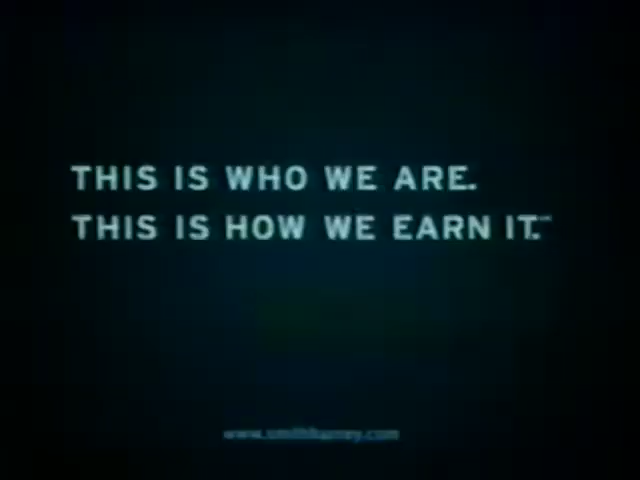 THIS IS WHO WE ARE.
THIS IS HOW WE EARN IT.
www.smithbarney.com